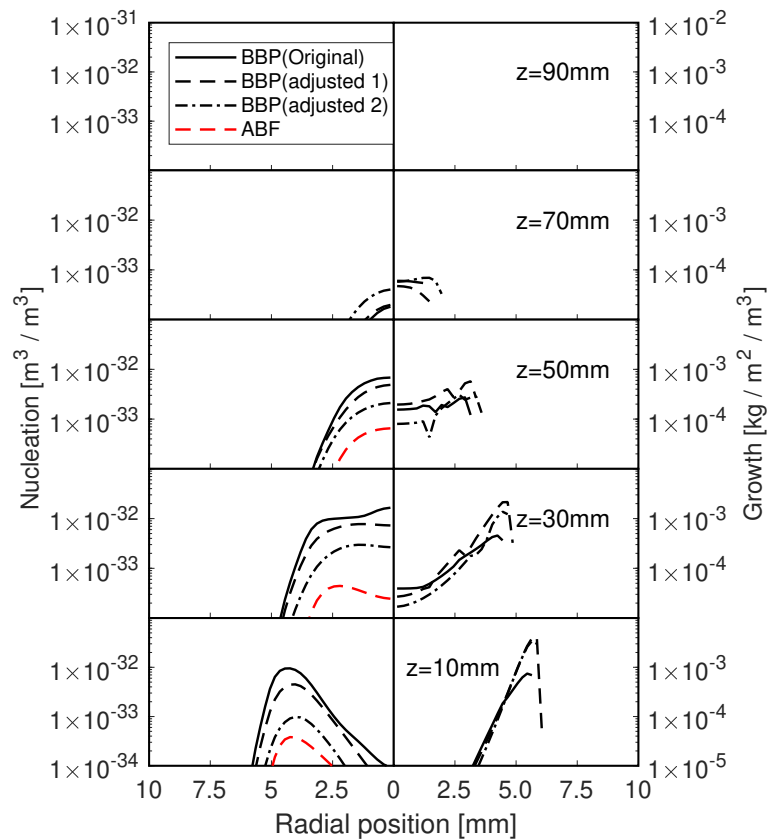 1×10⁻³¹
1×10⁻³²
1×10⁻³³
BBP(Original)
BBP(adjusted 1)
BBP(adjusted 2)
ABF
z=90mm
1×10⁻²
1×10⁻³
1×10⁻⁴
1×10⁻³²
1×10⁻³³
z=70mm
1×10⁻³
1×10⁻⁴
1×10⁻³²
1×10⁻³³
z=50mm
1×10⁻³
1×10⁻⁴
1×10⁻³²
1×10⁻³³
z=30mm
1×10⁻³
1×10⁻⁴
1×10⁻³²
1×10⁻³³
1×10⁻³⁴
z=10mm
1×10⁻³
1×10⁻⁴
1×10⁻⁵
Nucleation [m³ / m³]
Growth [kg / m² / m³]
10 7.5 5 2.5 0 2.5 5.0 7.5 10
Radial position [mm]